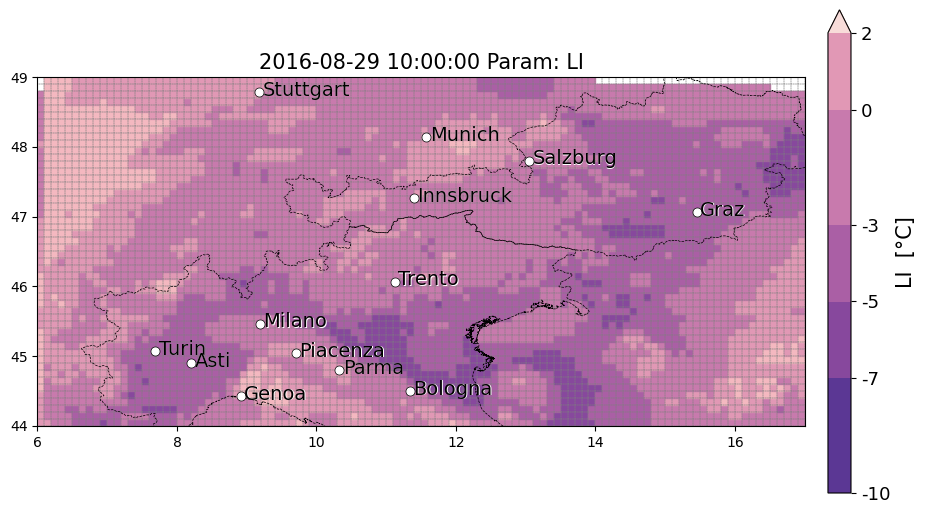 2016-08-29 10:00:00 Param: LI
49
48
47
46
45
44
6
8
10
12
14
16
Stuttgart
Munich
Salzburg
Innsbruck
Graz
Trento
Milano
Turin
Asti
Piacenza
Parma
Genoa
Bologna
2
0
-3
-5
-7
-10
LI [°C]